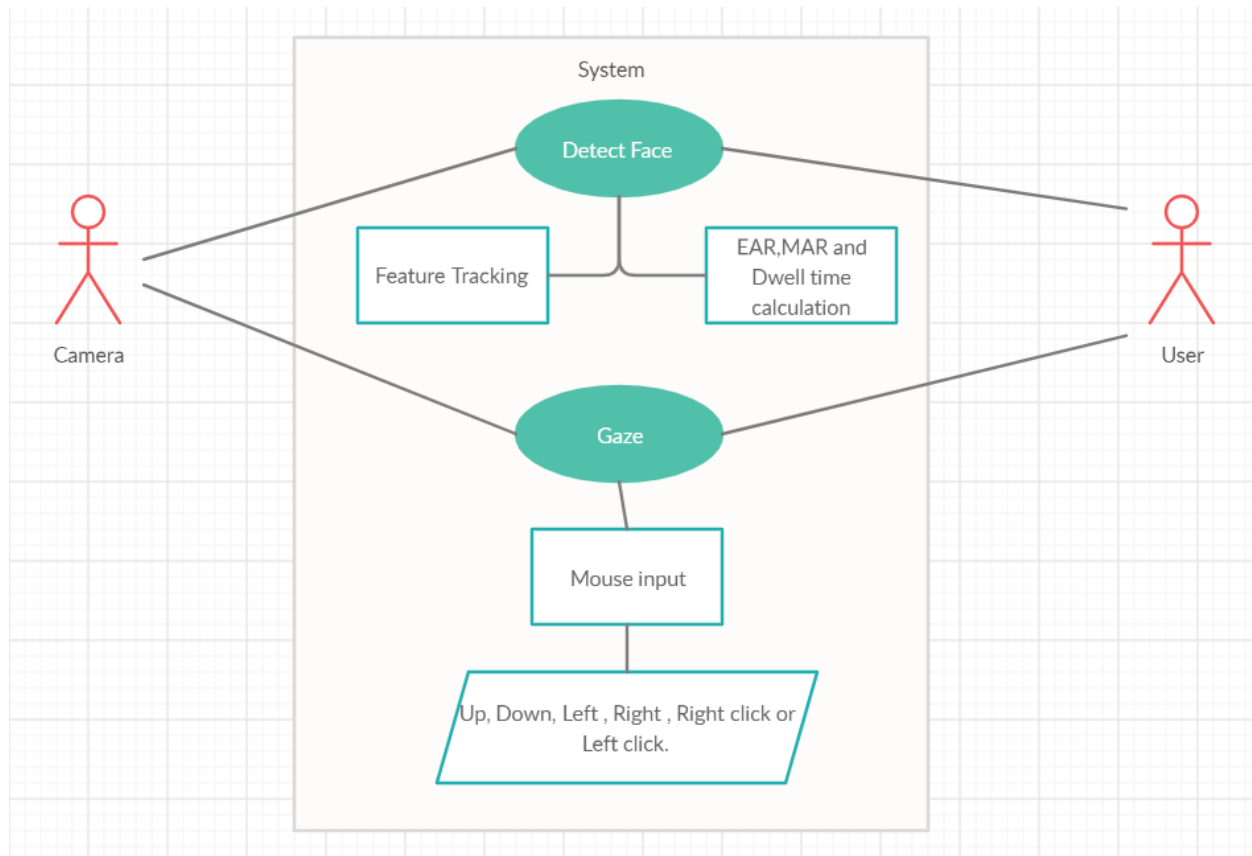 System
Detect Face
Feature Tracking
EAR,MAR and
Dwell time
calculation
Camera
User
Gaze
Mouse input
Up, Down, Left , Right , Right click or
Left click.